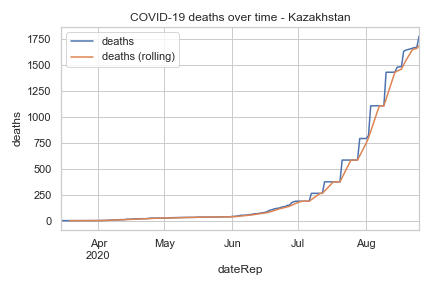 COVID-19 deaths over time - Kazakhstan
deaths
deaths (rolling)
1750
1500
1250
1000
750
500
250
0
deaths
Apr
2020
May
Jun
Jul
Aug
dateRep